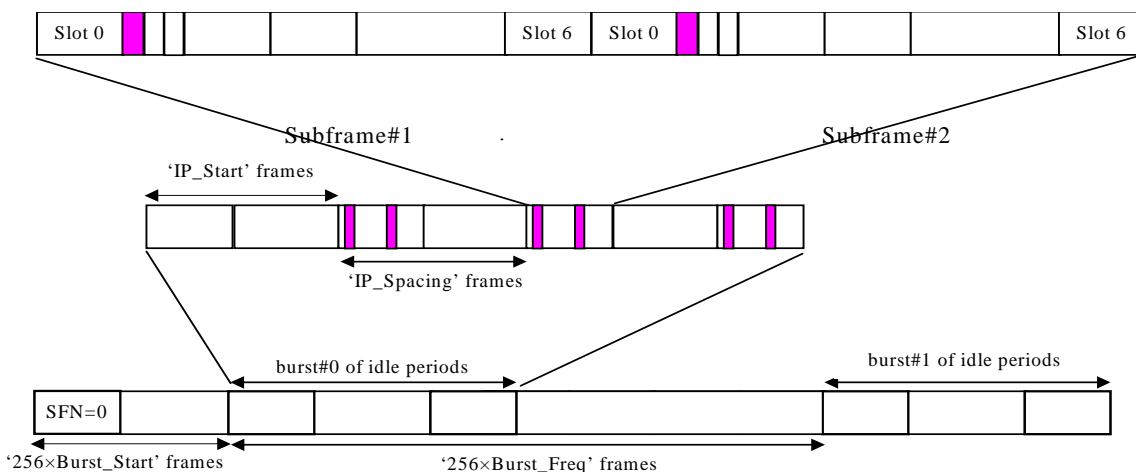 Slot 0
Slot 6
Slot 0
Slot 6
Subframe#1
Subframe#2
‘IP_Start’ frames
‘IP_Spacing’ frames
burst#0 of idle periods
burst#1 of idle periods
SFN=0
‘256×Burst_Start’ frames
‘256×Burst_Freq’ frames